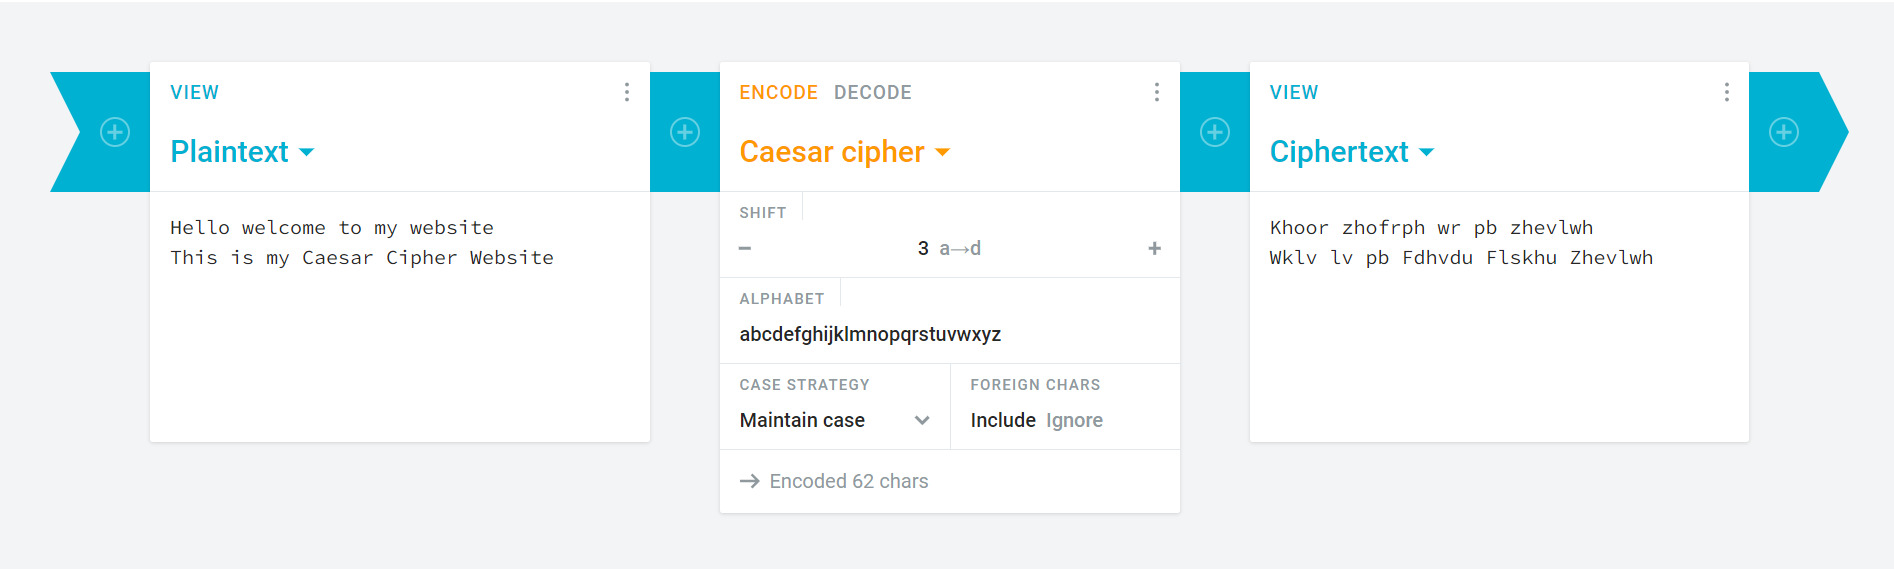 VIEW
Plaintext
Hello welcome to my website
This is my Caesar Cipher Website
ENCODE DECODE
Caesar cipher
SHIFT
− 3 a→d +
ALPHABET
abcdefghijklmnopqrstuvwxyz
CASE STRATEGY
Maintain case
FOREIGN CHARS
Include Ignore
→ Encoded 62 chars
VIEW
Ciphertext
Khoor zhofrph wr pb zhevlwh
Wklv lv pb Fdhvdu Flskhu Zhevlwh